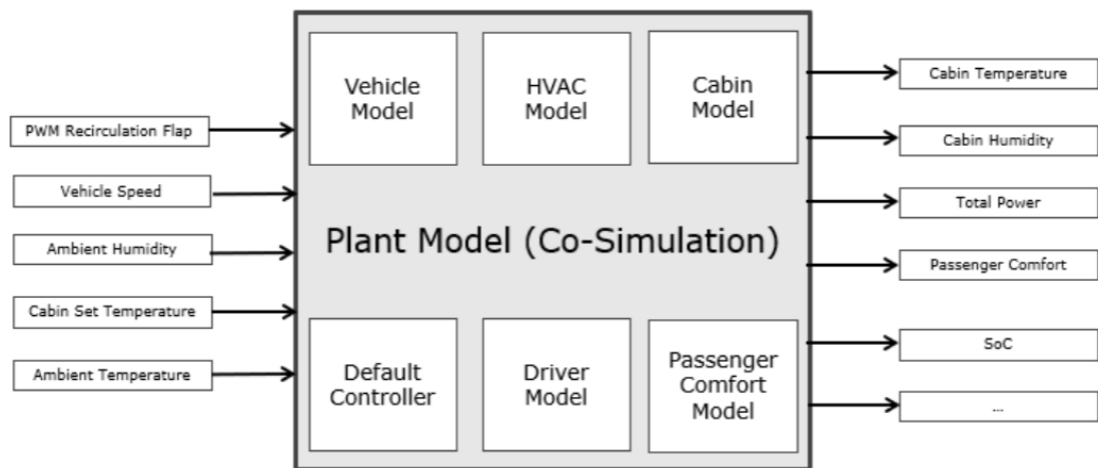 PWM Recirculation Flap
Vehicle Speed
Ambient Humidity
Cabin Set Temperature
Ambient Temperature
Vehicle
Model
HVAC
Model
Cabin
Model
Plant Model (Co-Simulation)
Default
Controller
Driver
Model
Passenger
Comfort
Model
Cabin Temperature
Cabin Humidity
Total Power
Passenger Comfort
SoC
...